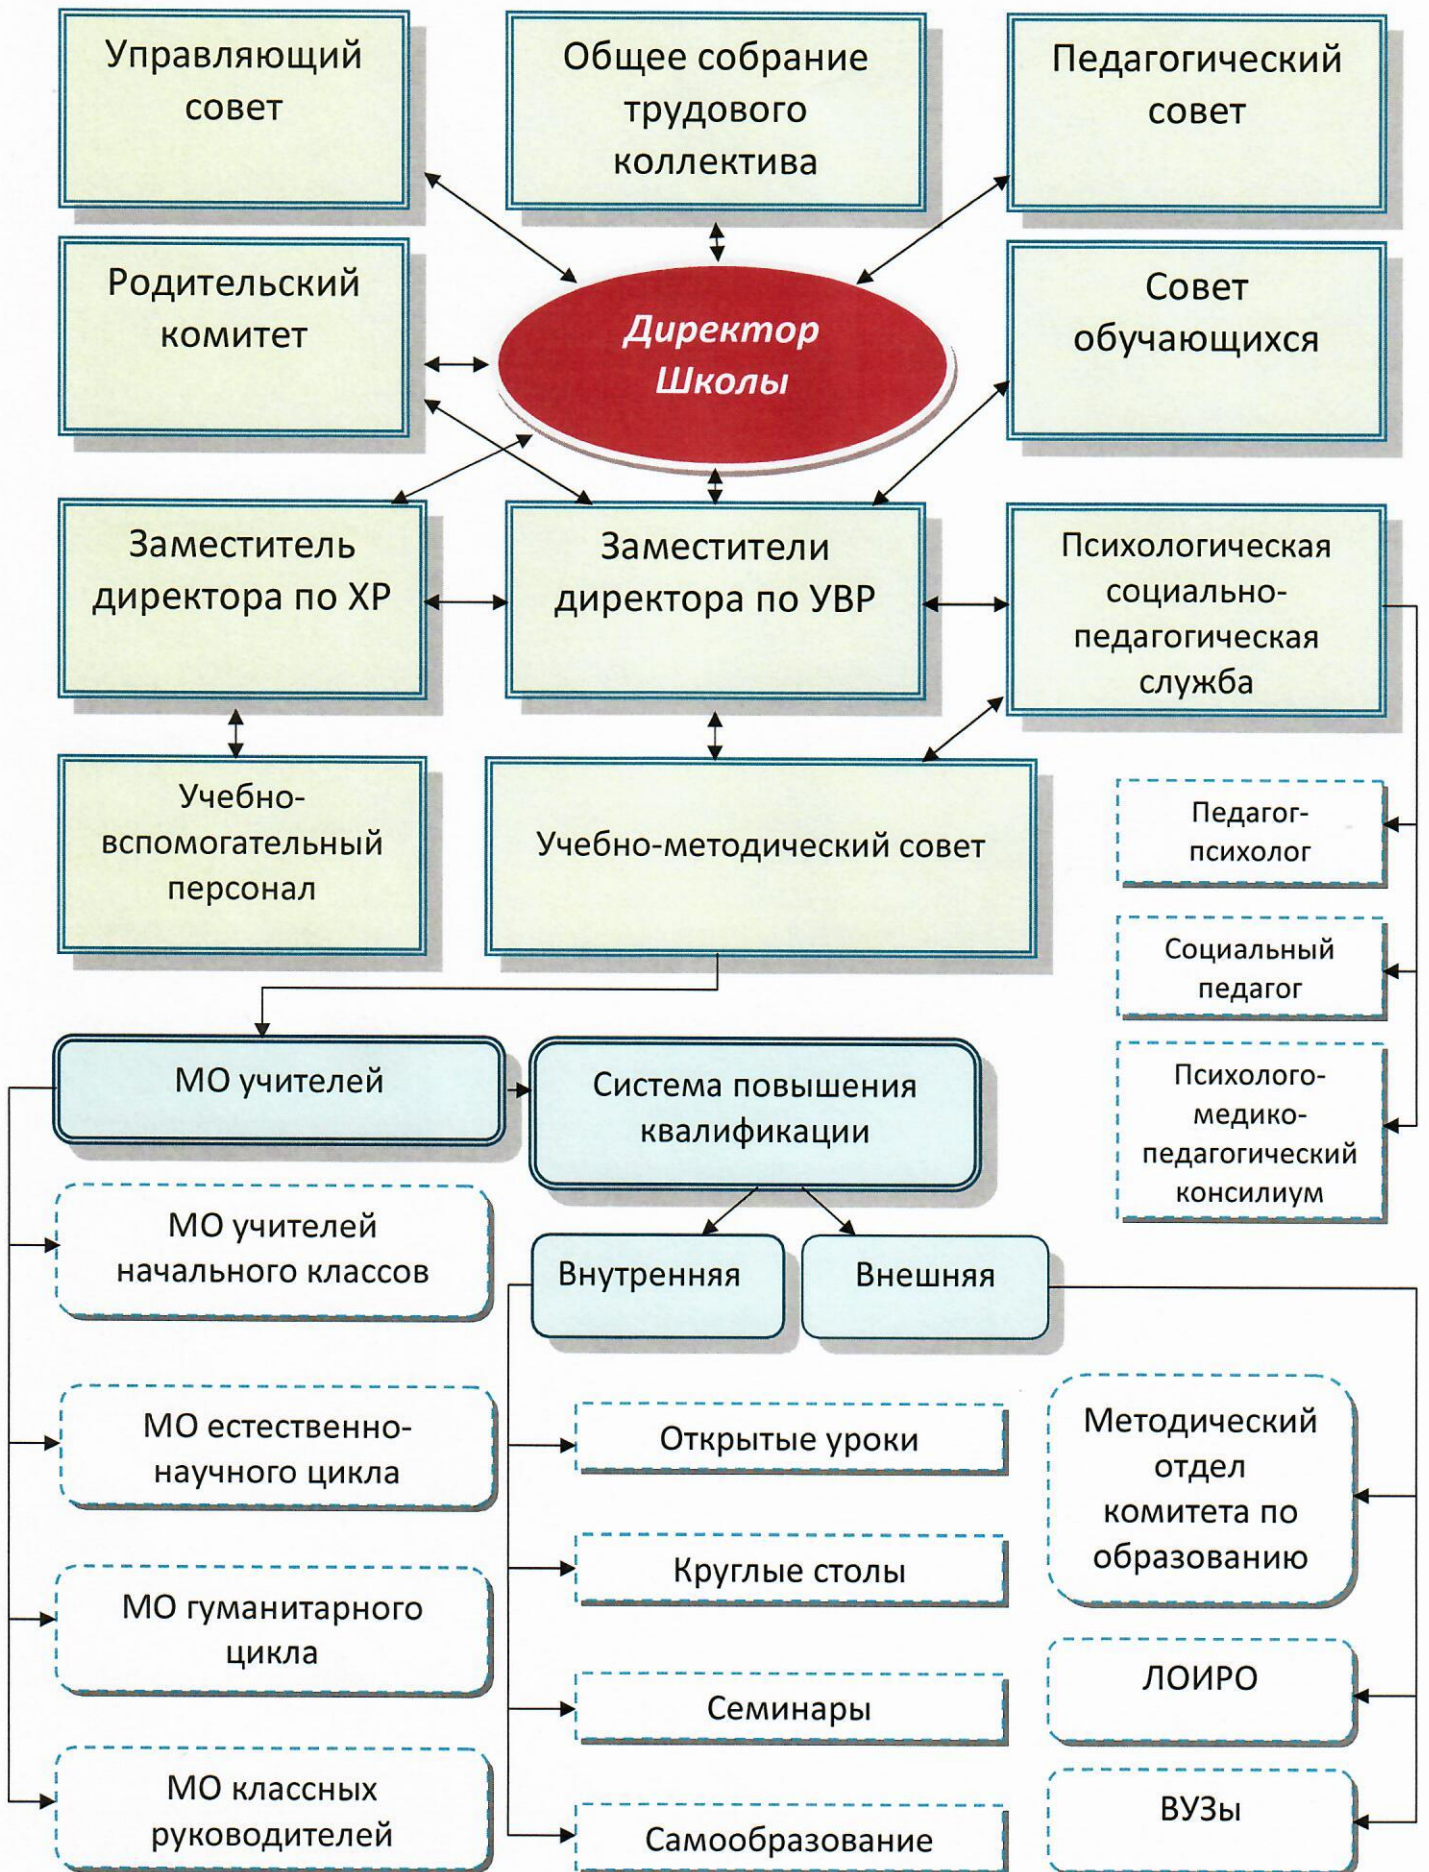 Управляющий
совет
Общее собрание
трудового
коллектива
Педагогический
совет
Родительский
комитет
Директор
Школы
Совет
обучающихся
Заместитель
директора по ХР
Заместители
директора по УВР
Психологическая
социально-
педагогическая
служба
Учебно-
вспомогательный
персонал
Учебно-методический совет
Педагог-
психолог
Социальный
педагог
Психолого-
медико-
педагогический
консилиум
МО учителей
Система повышения
квалификации
МО учителей
начального классов
Внутренняя
Внешняя
МО естественно-
научного цикла
Открытые уроки
Методический
отдел
комитета по
образованию
Круглые столы
МО гуманитарного
цикла
Семинары
ЛОИРО
МО классных
руководителей
Самообразование
ВУЗы